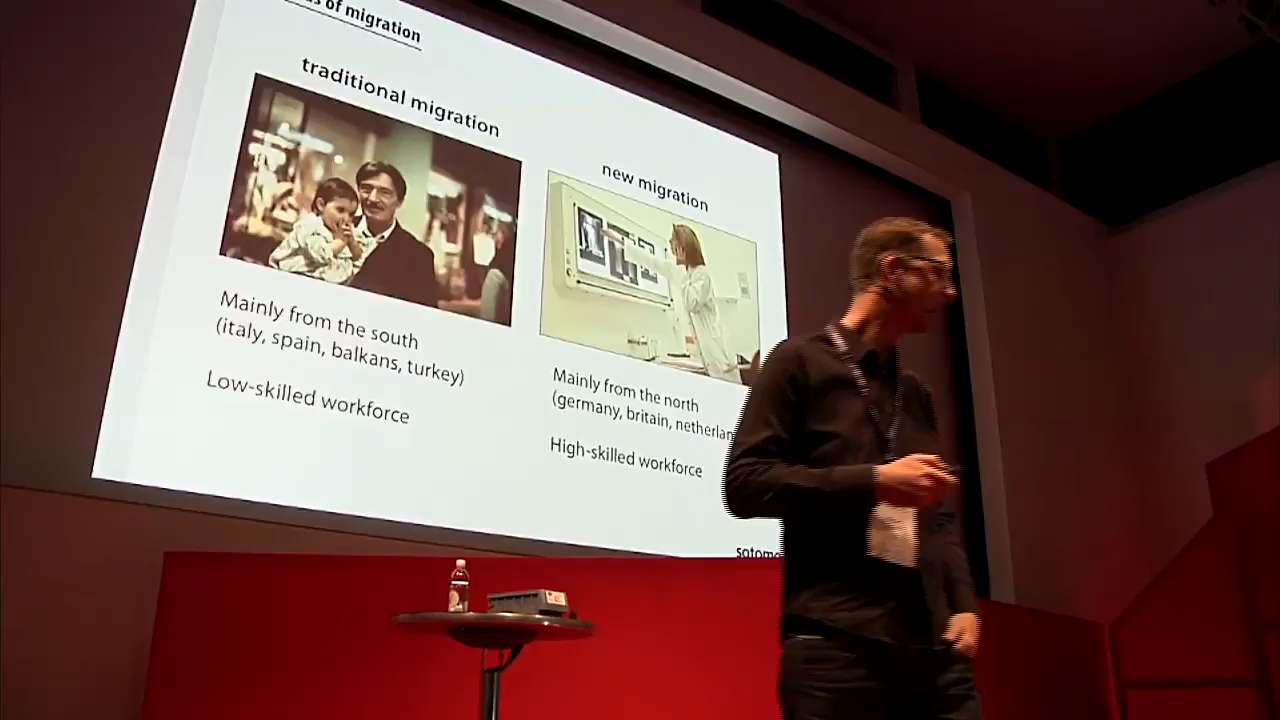 of migration
traditional migration
new migration
Mainly from the south
(italy, spain, balkans, turkey)
Low-skilled workforce
Mainly from the north
(germany, britain,
High-skilled workforce